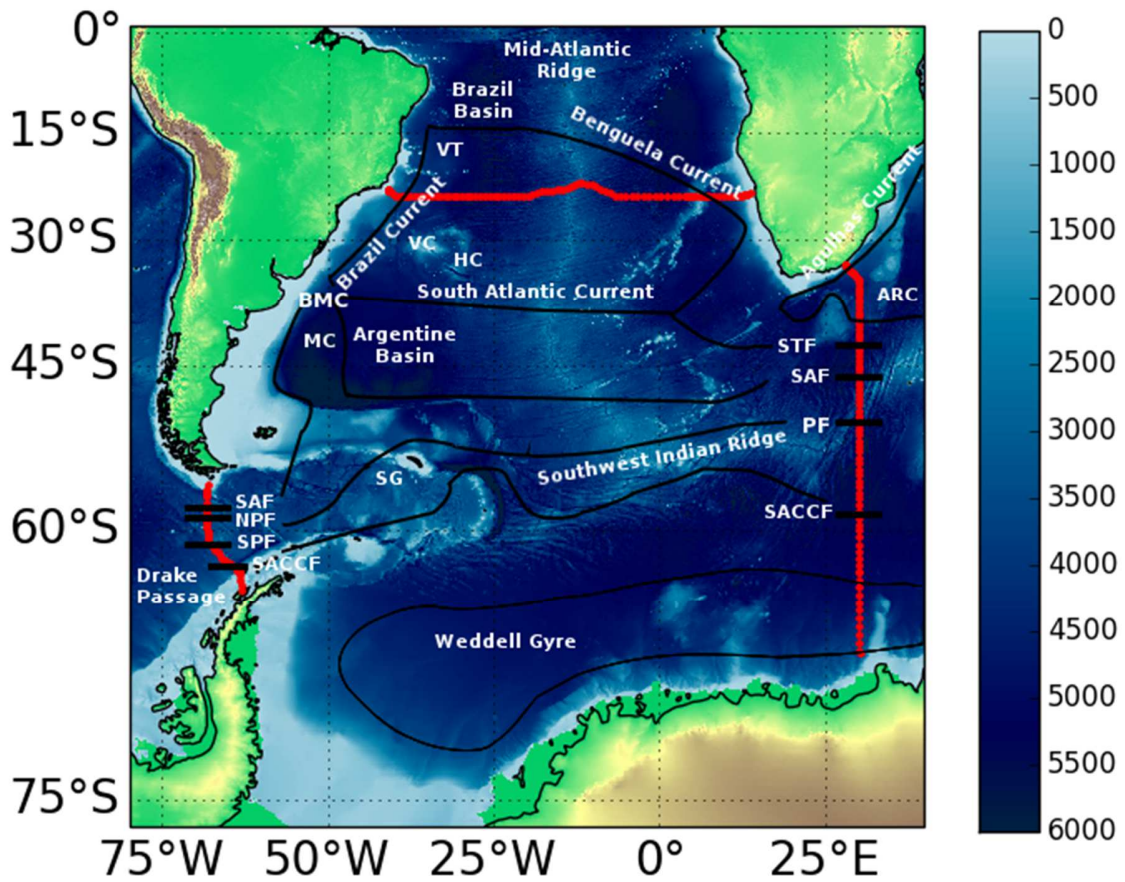 0°
15°S
30°S
45°S
60°S
75°S
Mid-Atlantic
Ridge
Brazil
Basin
Benguela Current
VT
Brazil Current
Agulhas Current
VC
HC
South Atlantic Current
BMC
ARC
MC
Argentine
Basin
STF
SAF
PF
Southwest Indian Ridge
SG
SAF
NPF
SPF
SACCF
SACCF
Drake
Passage
Weddell Gyre
75°W
50°W
25°W
0°
25°E
0
500
1000
1500
2000
2500
3000
3500
4000
4500
5000
5500
6000